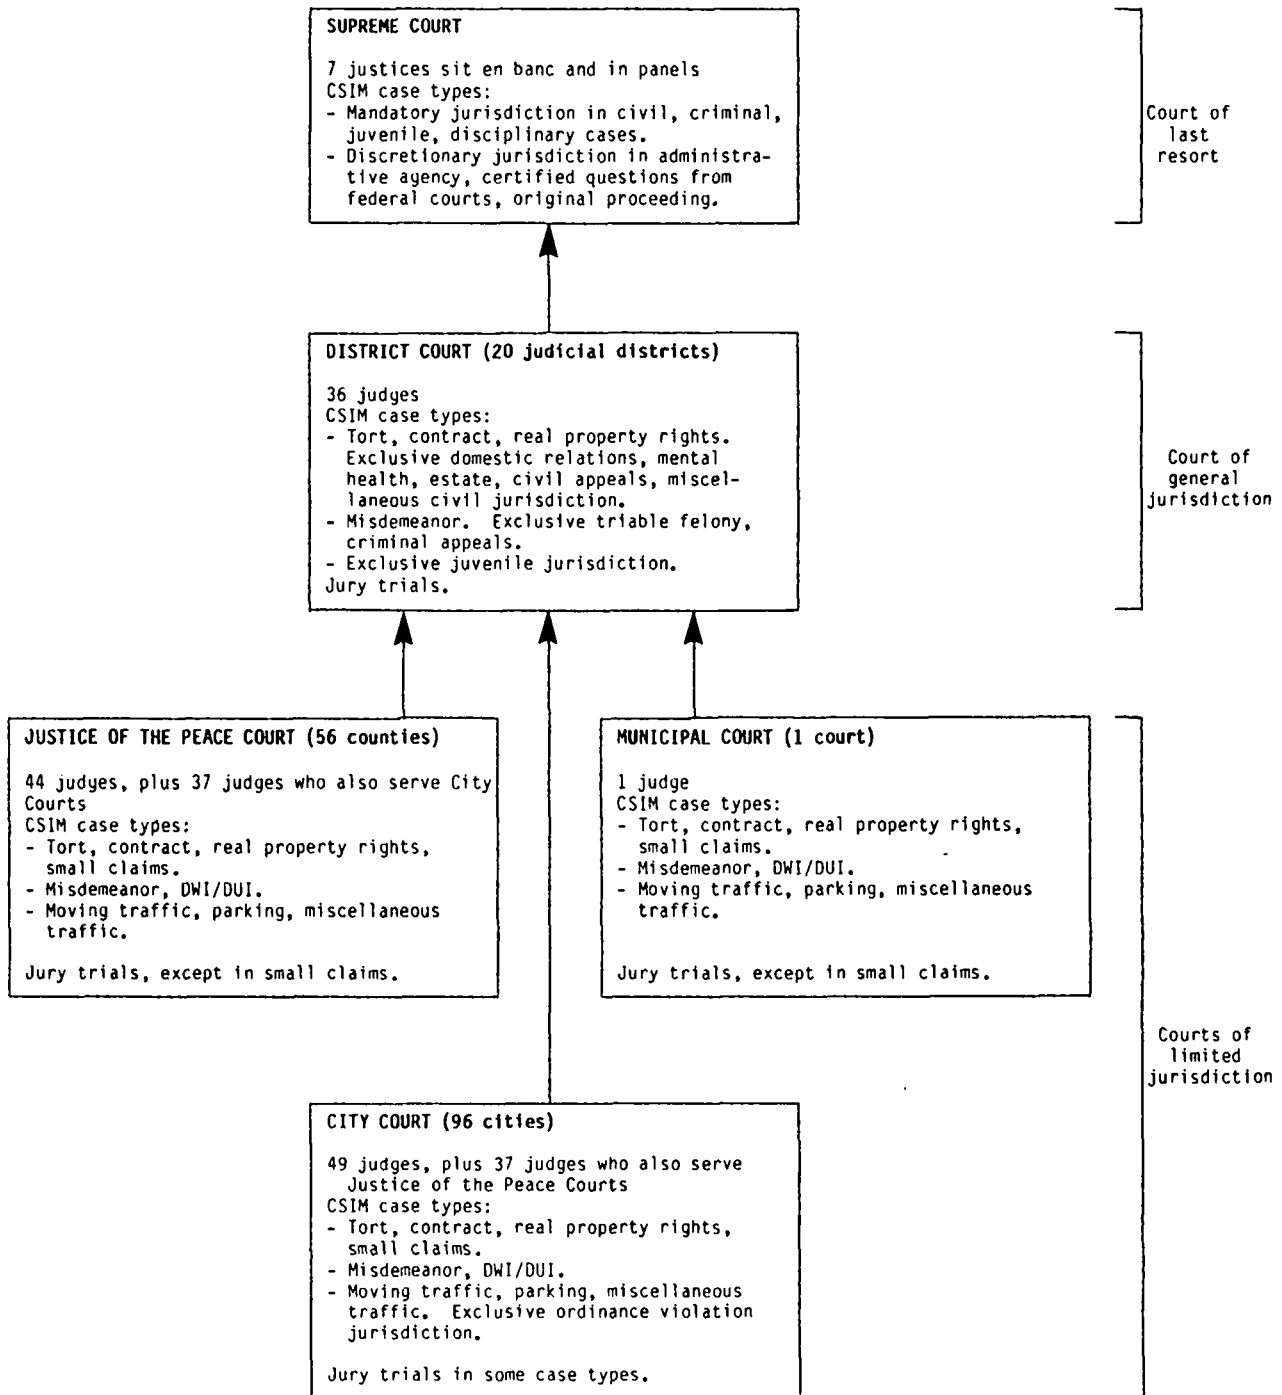 SUPREME COURT
7 justices sit en banc and in panels
CSIM case types:
- Mandatory jurisdiction in civil, criminal,
juvenile, disciplinary cases.
- Discretionary jurisdiction in administra-
tive agency, certified questions from
federal courts, original proceeding.
Court of
last
resort
DISTRICT COURT (20 judicial districts)
36 judges
CSIM case types:
- Tort, contract, real property rights.
Exclusive domestic relations, mental
health, estate, civil appeals, miscel-
laneous civil jurisdiction.
- Misdemeanor. Exclusive triable felony,
criminal appeals.
- Exclusive juvenile jurisdiction.
Jury trials.
Court of
general
jurisdiction
JUSTICE OF THE PEACE COURT (56 counties)
44 judges, plus 37 judges who also serve City
Courts
CSIM case types:
- Tort, contract, real property rights,
small claims.
- Misdemeanor, DWI/DUI.
- Moving traffic, parking, miscellaneous
traffic.
Jury trials, except in small claims.
MUNICIPAL COURT (1 court)
1 judge
CSIM case types:
- Tort, contract, real property rights,
small claims.
- Misdemeanor, DWI/DUI.
- Moving traffic, parking, miscellaneous
traffic.
Jury trials, except in small claims.
Courts of
limited
jurisdiction
CITY COURT (96 cities)
49 judges, plus 37 judges who also serve
Justice of the Peace Courts
CSIM case types:
- Tort, contract, real property rights,
small claims.
- Misdemeanor, DWI/DUI.
- Moving traffic, parking, miscellaneous
traffic. Exclusive ordinance violation
jurisdiction.
Jury trials in some case types.